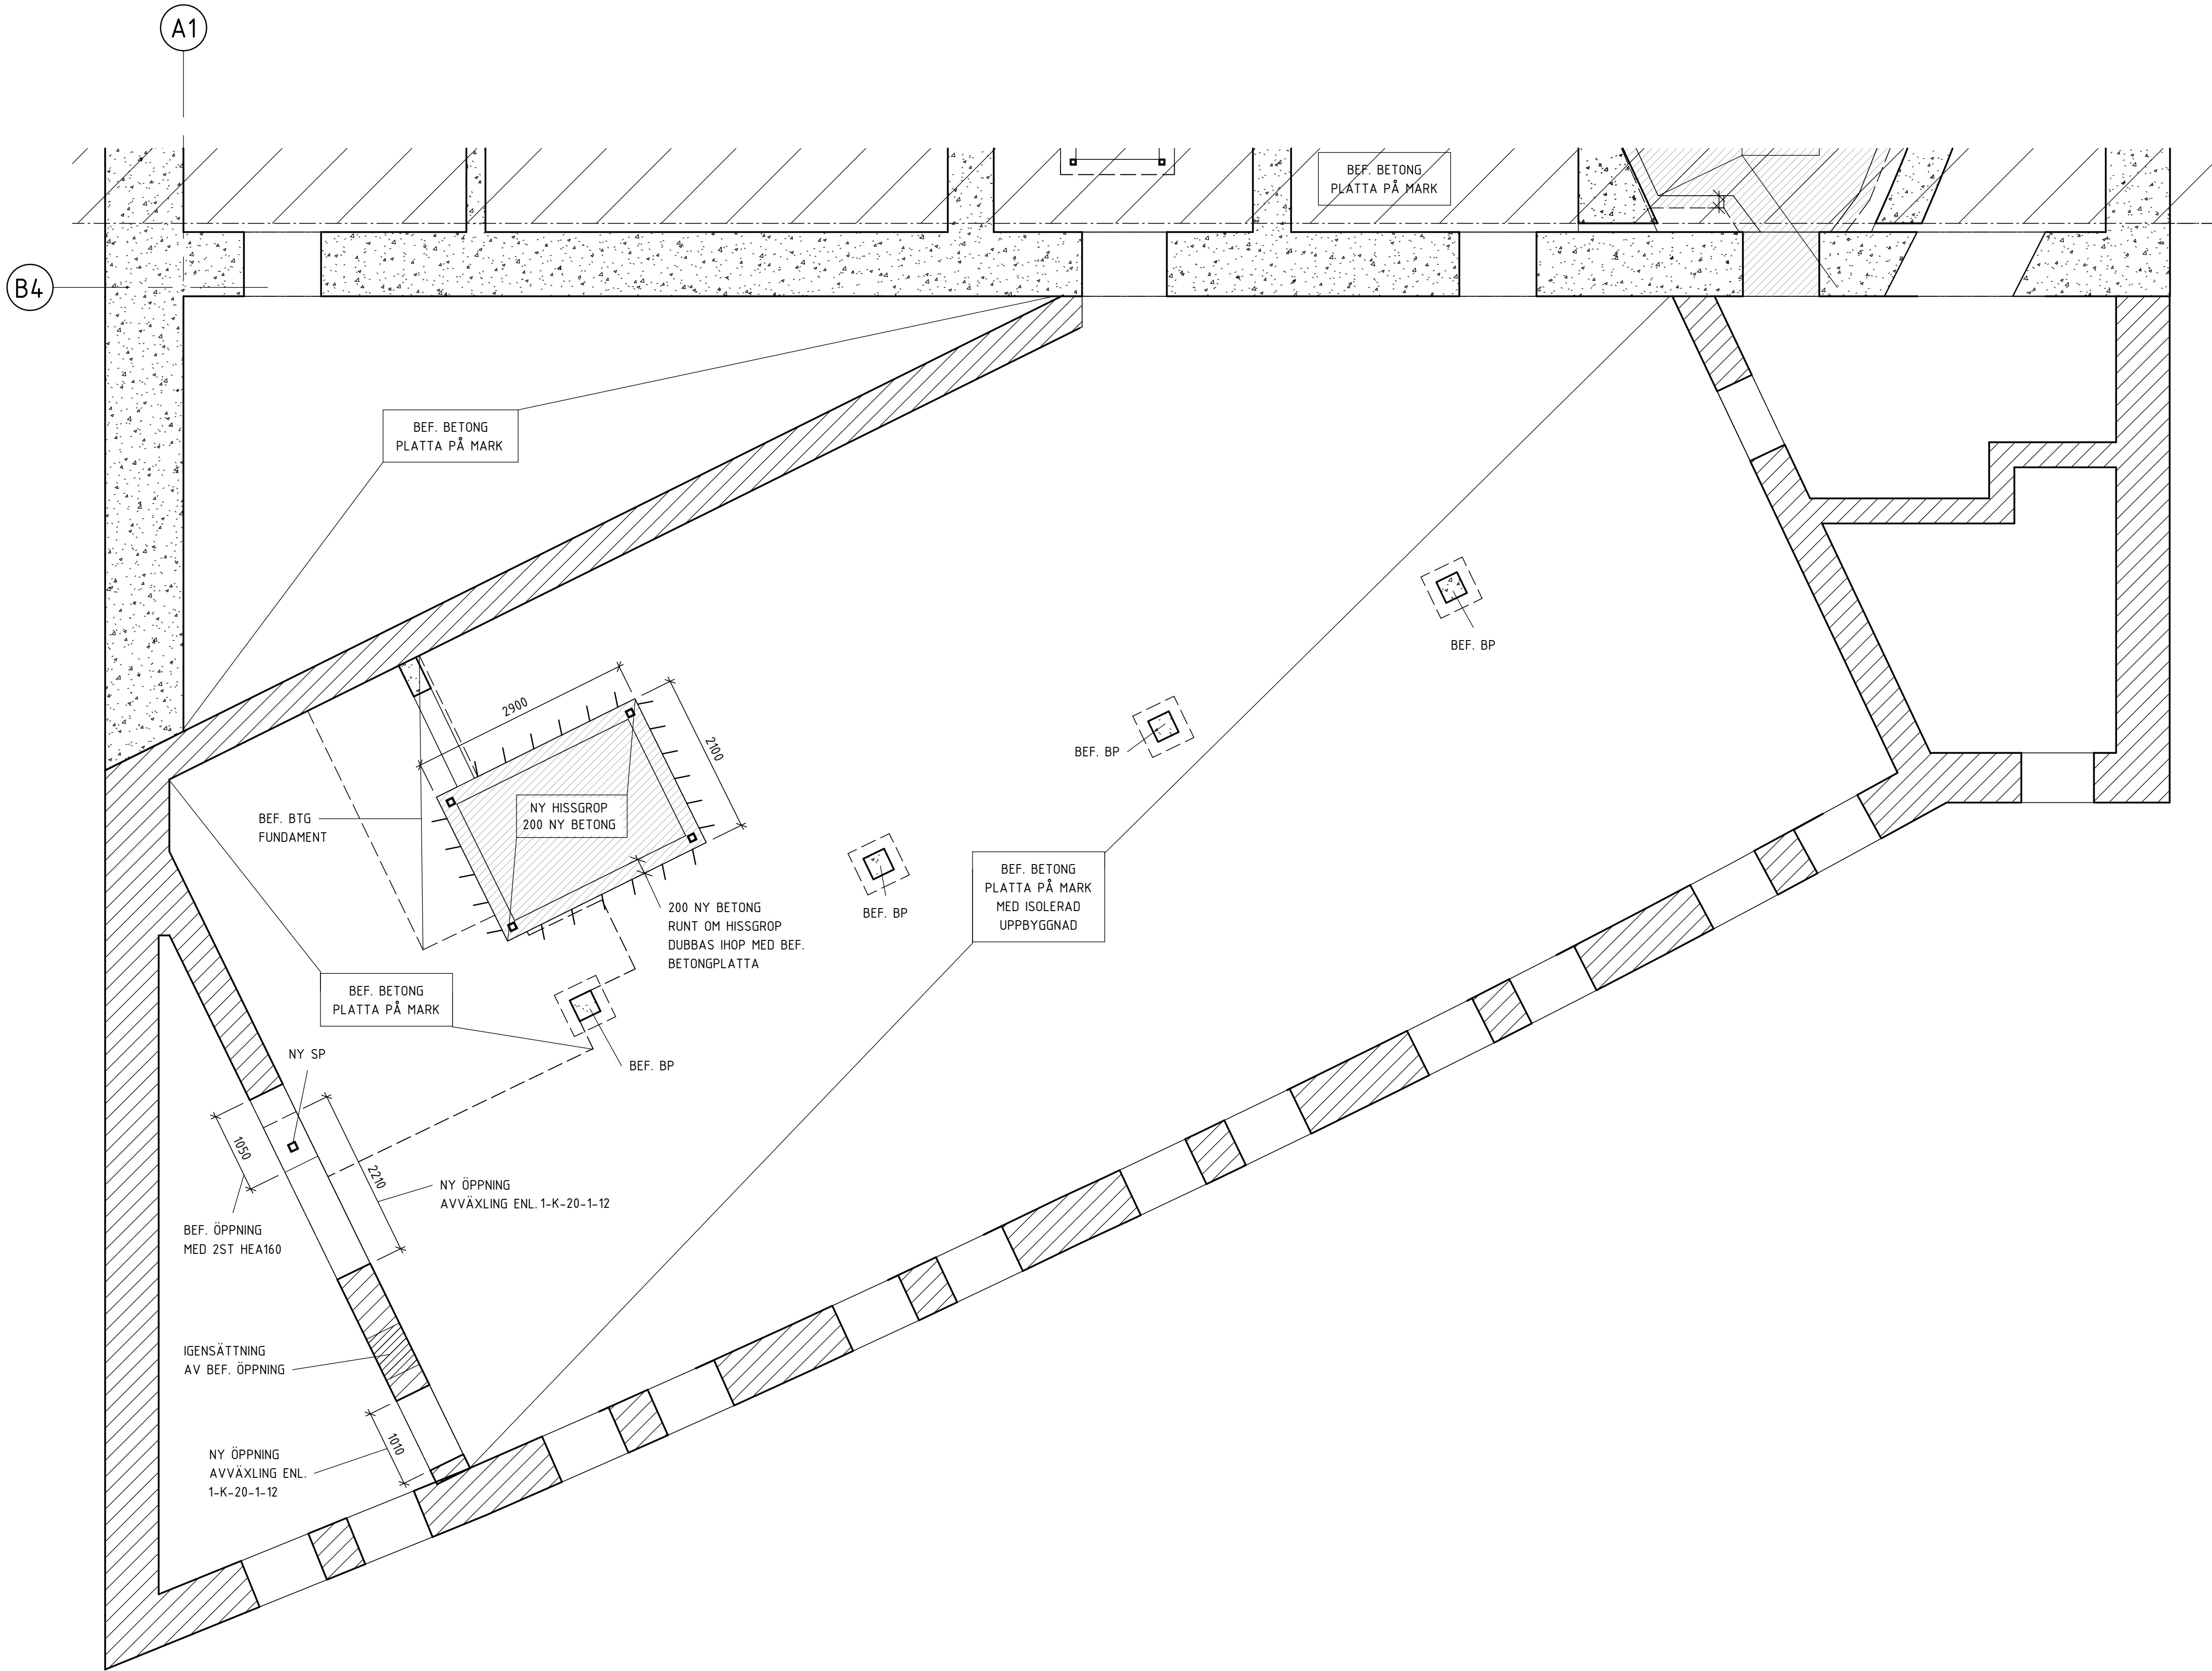 A1
BEF. BETONG
PLATTA PÅ MARK
B4
BEF. BETONG
PLATTA PÅ MARK
BEF. BP
2900
2100
BEF. BP
NY HISSGROP
200 NY BETONG
BEF. BTG
FUNDAMENT
BEF. BETONG
PLATTA PÅ MARK
MED ISOLERAD
UPPBYGGNAD
BEF. BP
200 NY BETONG
RUNT OM HISSGROP
DUBBAS IHOP MED BEF.
BETONGPLATTA
BEF. BETONG
PLATTA PÅ MARK
NY SP
BEF. BP
1050
2210
NY ÖPPNING
AVVÄXLING ENL. 1-K-20-1-12
BEF. ÖPPNING
MED 2ST HEA160
IGENSÄTTNING
AV BEF. ÖPPNING
1010
NY ÖPPNING
AVVÄXLING ENL.
1-K-20-1-12